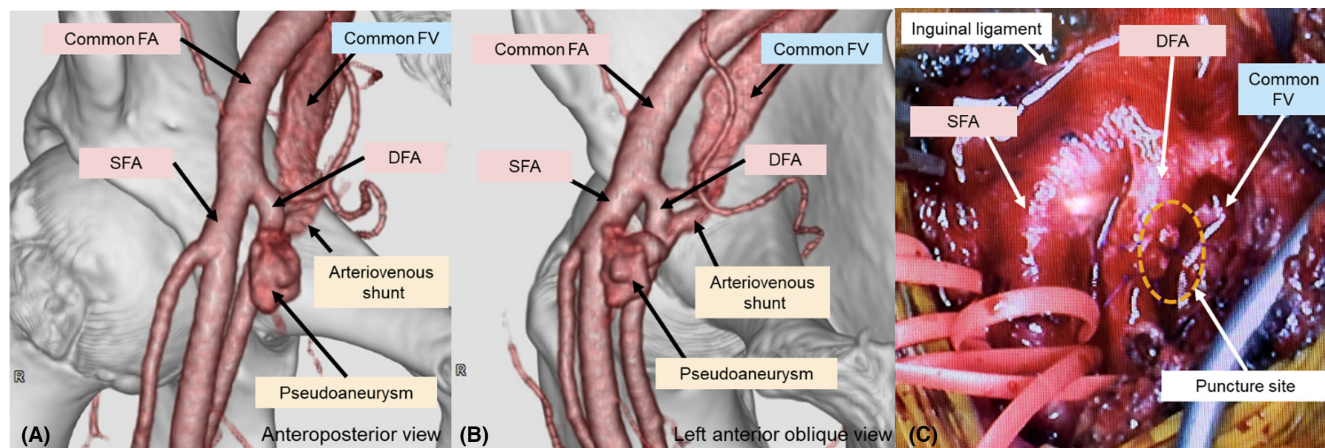 Common FA
Common FV
SFA
DFA
Arteriovenous
shunt
Pseudoaneurysm
R
(A)
Anteroposterior view
Common FA
Common FV
SFA
DFA
Arteriovenous
shunt
Pseudoaneurysm
R
(B)
Left anterior oblique view
Inguinal ligament
DFA
Common
FV
SFA
Puncture site
(C)